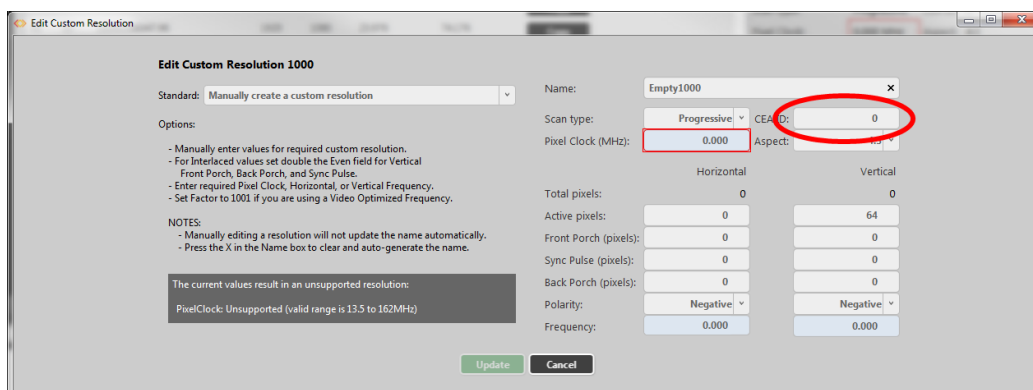 Edit Custom Resolution
Edit Custom Resolution 1000
Standard: Manually create a custom resolution
Options:
- Manually enter values for required custom resolution.
- For Interlaced values set double the Even field for Vertical
Front Porch, Back Porch, and Sync Pulse.
- Enter required Pixel Clock, Horizontal, or Vertical Frequency.
- Set Factor to 1001 if you are using a Video Optimized Frequency.
NOTES:
- Manually editing a resolution will not update the name automatically.
- Press the X in the Name box to clear and auto-generate the name.
The current values result in an unsupported resolution:
PixelClock: Unsupported (valid range is 13.5 to 162MHz)
Name: Empty1000 ×
Scan type: Progressive 0
Pixel Clock (MHz): 0.000 Aspect:
Horizontal Vertical
Total pixels: 0 0
Active pixels: 0 64
Front Porch (pixels): 0 0
Sync Pulse (pixels): 0 0
Back Porch (pixels): 0 0
Polarity: Negative Negative
Frequency: 0.000 0.000
Update Cancel